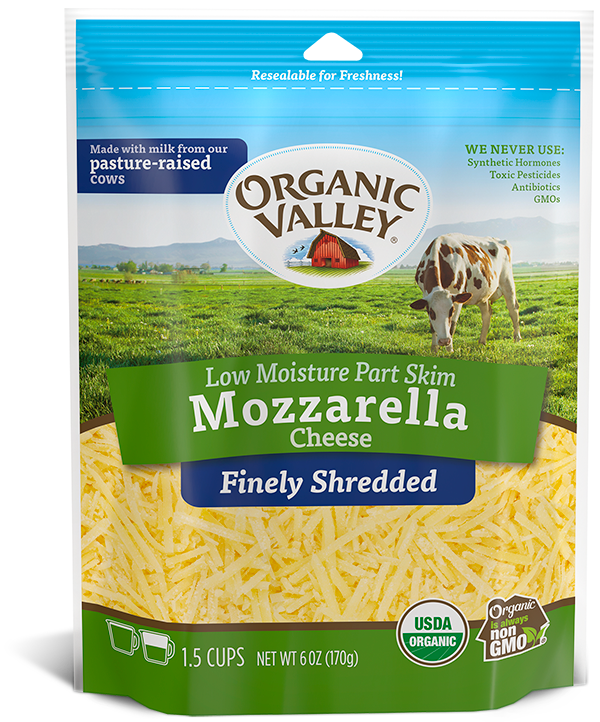 Resealable for Freshness!
Made with milk from our
pasture-raised
cows
WE NEVER USE:
Synthetic Hormones
Toxic Pesticides
Antibiotics
GMOs
ORGANIC
VALLEY®
Low Moisture Part Skim
Mozzarella
Cheese
Finely Shredded
1.5 CUPS NET WT 6 OZ (170g)
USDA
ORGANIC
Organic
is always
non
GMO